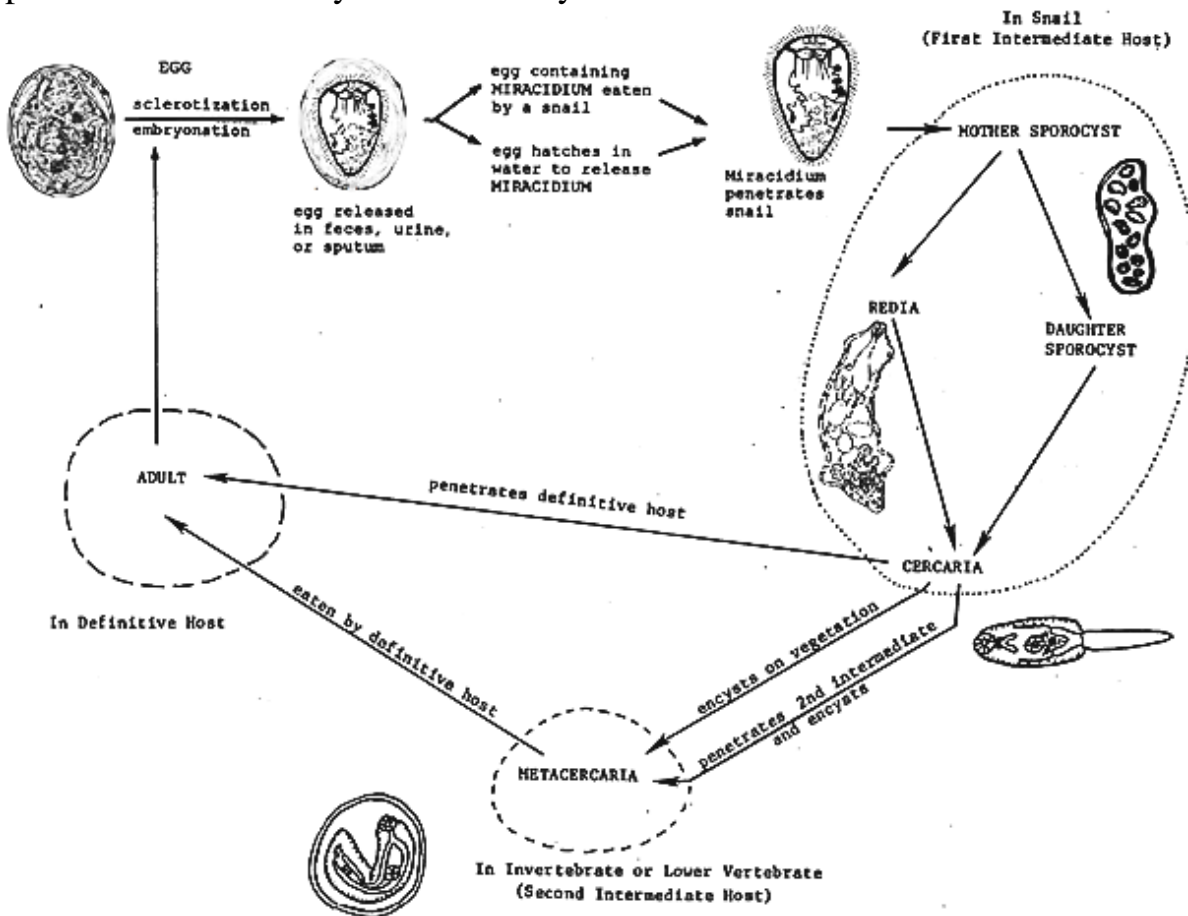 In Snail
(First Intermediate Host)
EGG
sclerotization
embryonation
egg containing
MIRACIDIUM eaten
by a snail
egg hatches in
water to release
MIRACIDIUM
egg released
in feces, urine,
or sputum
Miracidium
penetrates
snail
MOTHER SPOROCYST
REDIA
DAUGHTER
SPOROCYST
CERCARIA
penetrates definitive host
ADULT
In Definitive Host
eaten by definitive host
encysts on vegetation
penetrates 2nd intermediate
and encysts
METACERCARIA
In Invertebrate or Lower Vertebrate
(Second Intermediate Host)